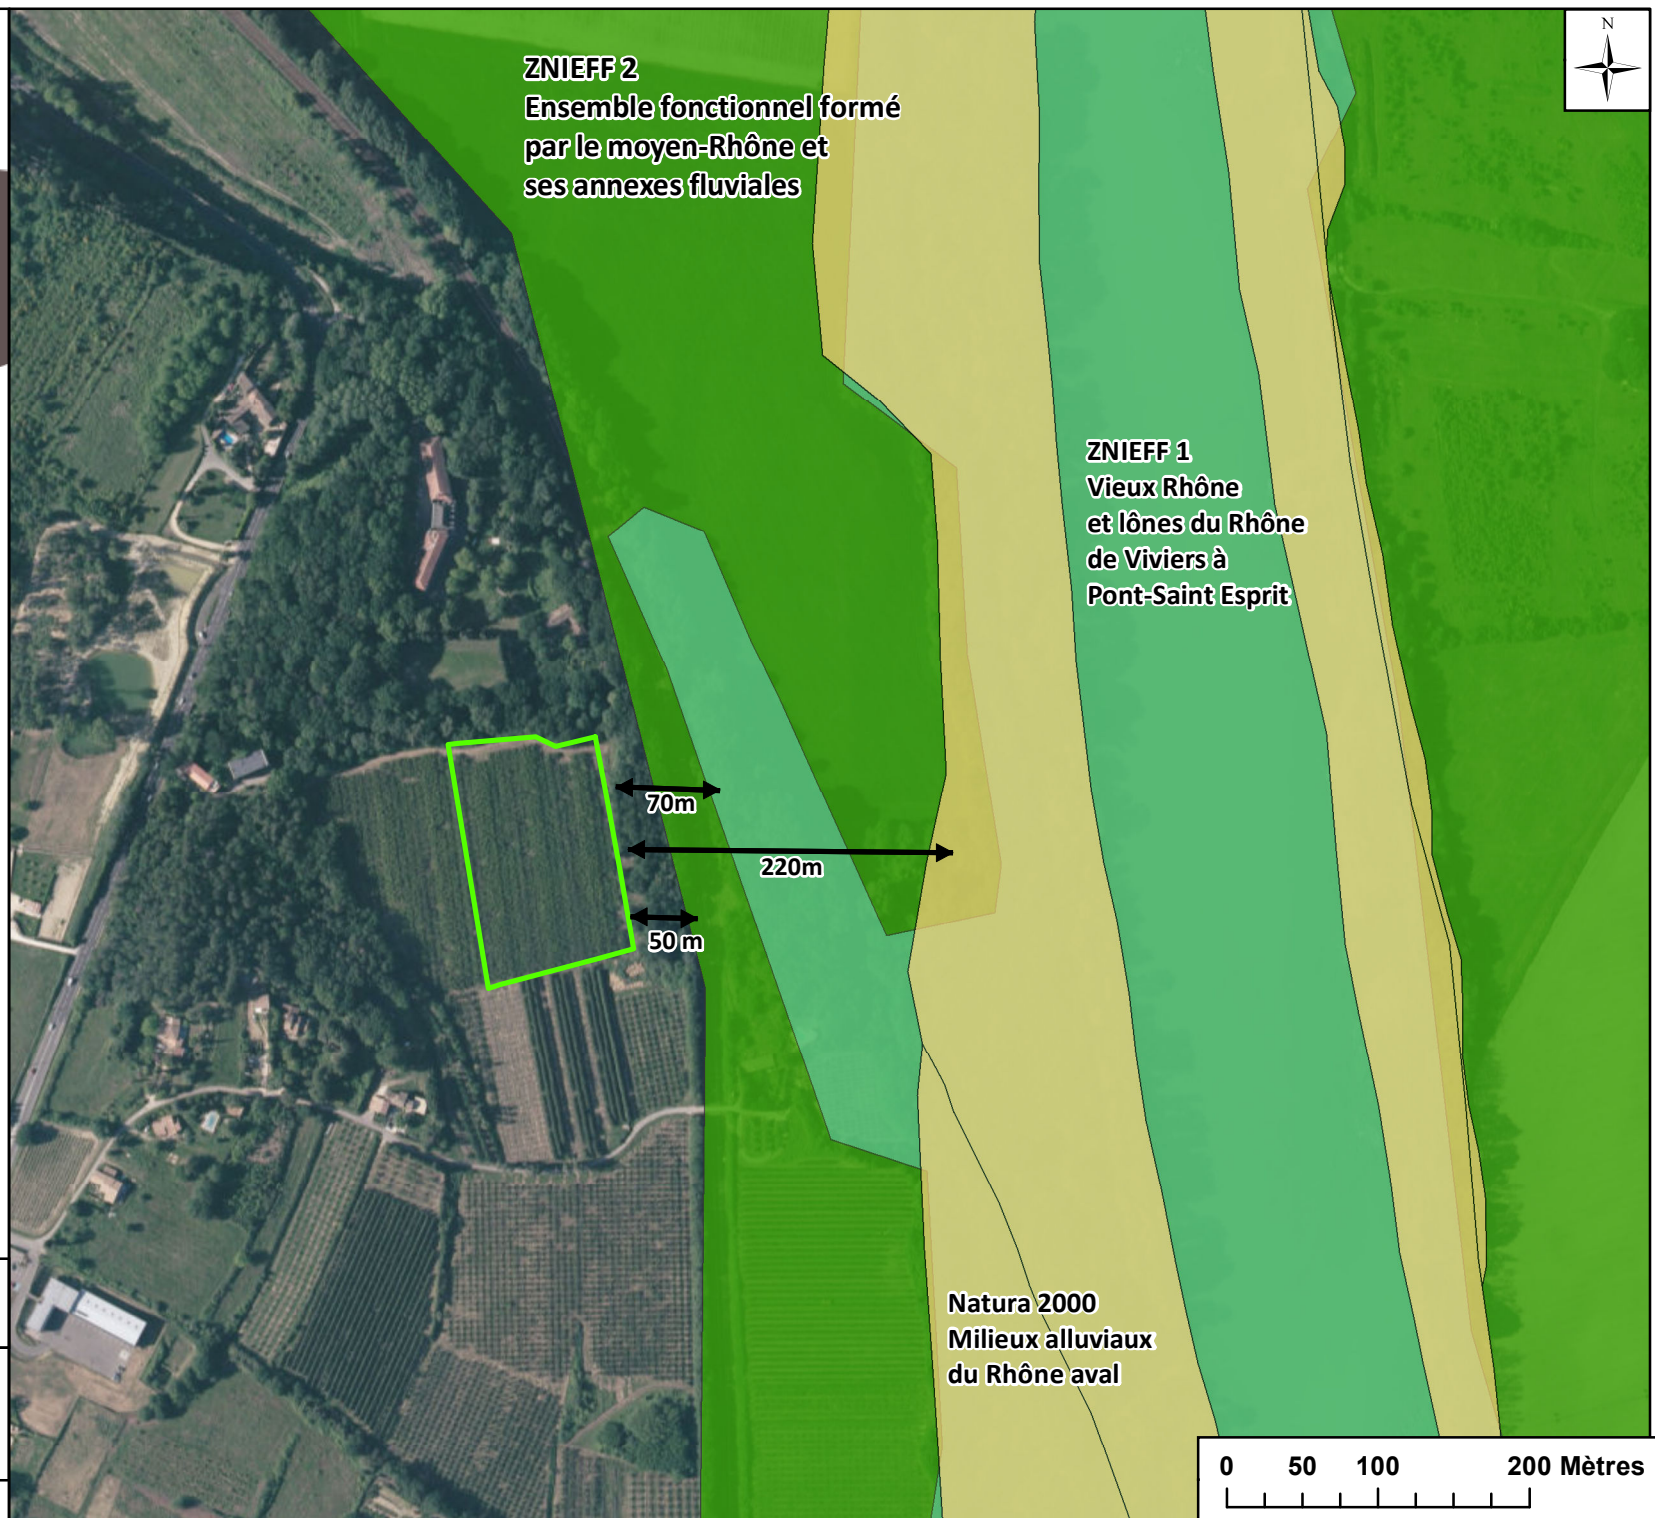 N
ZNIEFF 2
Ensemble fonctionnel formé
par le moyen-Rhône et
ses annexes fluviales
ZNIEFF 1
Vieux Rhône
et lônes du Rhône
de Viviers à
Pont-Saint Esprit
70m
220m
50 m
Natura 2000
Milieux alluviaux
du Rhône aval
0 50 100 200 Mètres